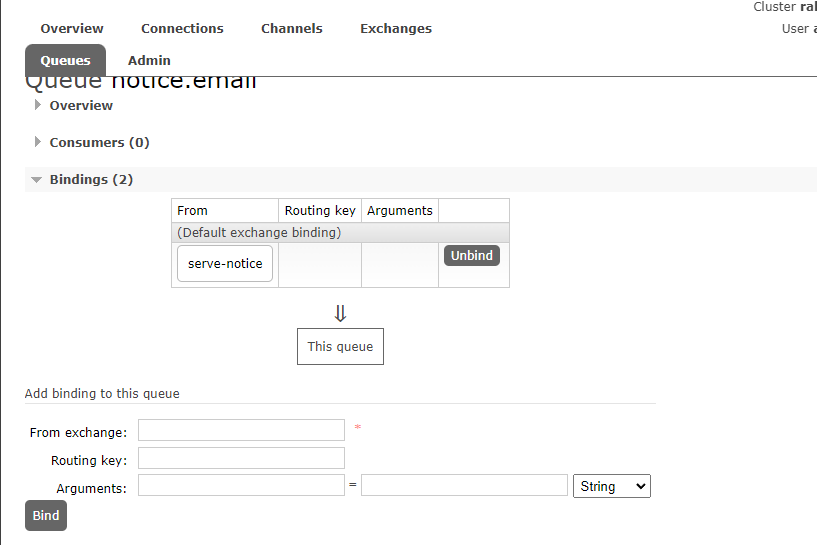 Cluster
Overview Connections Channels Exchanges
User
Queues Admin
Queue notice.email
Overview
Consumers (0)
Bindings (2)
From Routing key Arguments
(Default exchange binding)
serve-notice Unbind
⇓
This queue
Add binding to this queue
From exchange: *
Routing key:
Arguments: = String
Bind